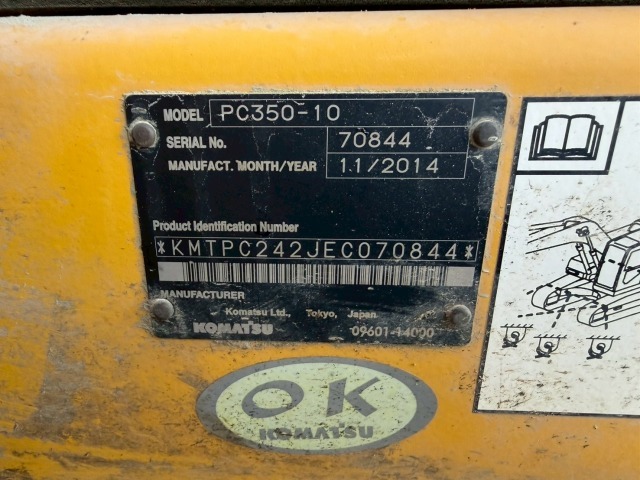 MODEL PC350-10
SERIAL No. 70844
MANUFACT. MONTH/YEAR 11/2014
Product Identification Number
*KMTPC242JEC070844*
MANUFACTURER
Komatsu Ltd., Tokyo, Japan
KOMATSU 09601-14000
OK
KOMATSU